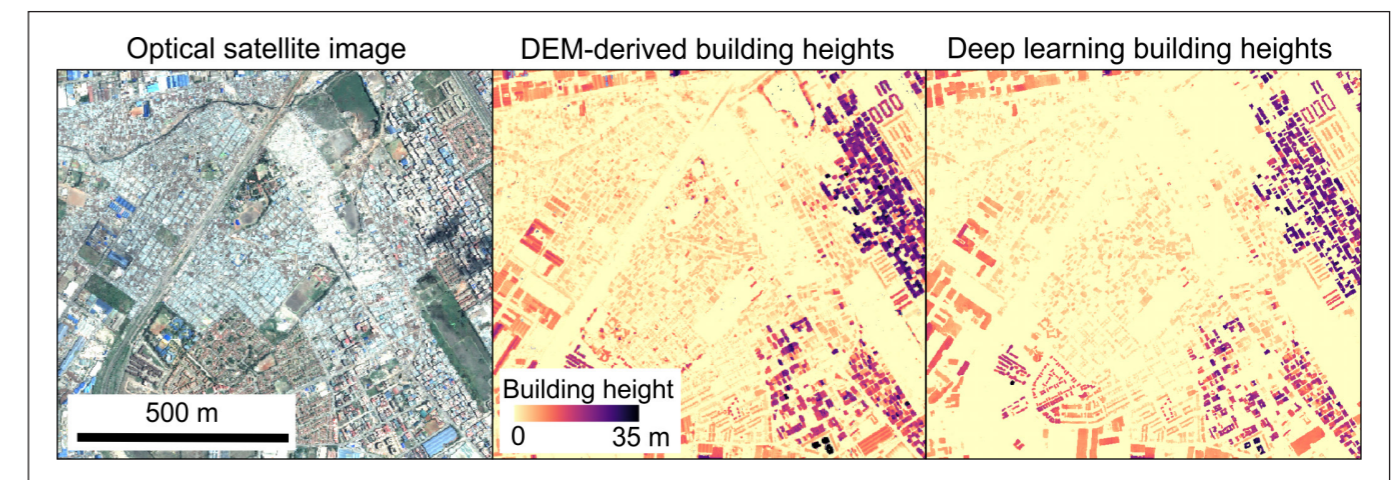 Optical satellite image
DEM-derived building heights
Deep learning building heights
500 m
Building height
0
35 m